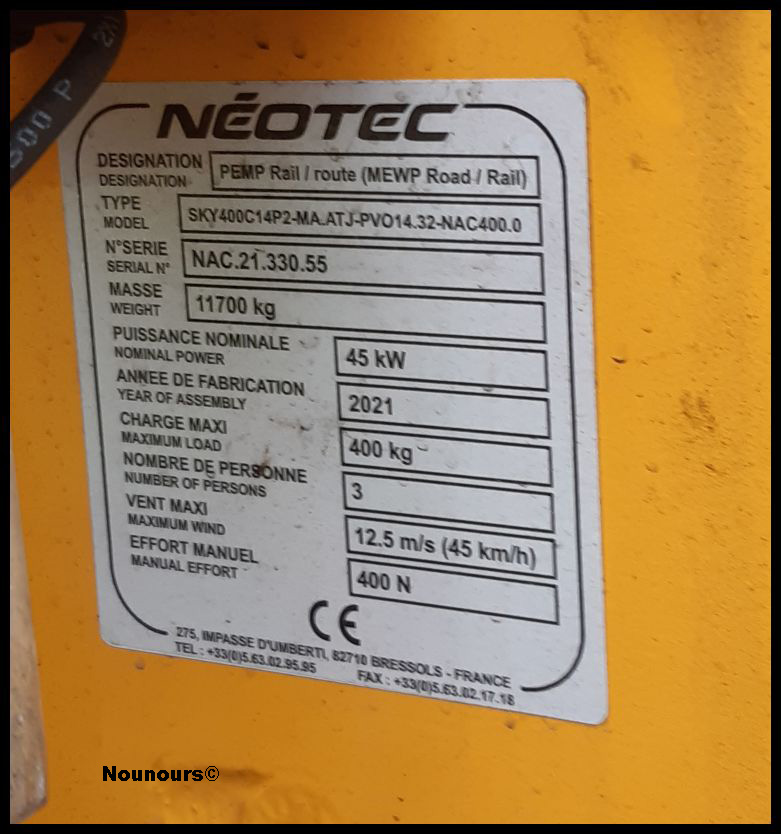 600 P 2X1
NÉOTEC
DESIGNATION PEMP Rail / route (MEWP Road / Rail)
DESIGNATION
TYPE SKY400C14P2-MA.ATJ-PVO14.32-NAC400.0
MODEL
N°SERIE NAC.21.330.55
SERIAL N°
MASSE 11700 kg
WEIGHT
PUISSANCE NOMINALE 45 kW
NOMINAL POWER
ANNEE DE FABRICATION 2021
YEAR OF ASSEMBLY
CHARGE MAXI 400 kg
MAXIMUM LOAD
NOMBRE DE PERSONNE 3
NUMBER OF PERSONS
VENT MAXI 12.5 m/s (45 km/h)
MAXIMUM WIND
EFFORT MANUEL 400 N
MANUAL EFFORT
CE
275, IMPASSE D'UMBERTI, 82710 BRESSOLS - FRANCE
TEL : +33(0)5.63.02.95.95 FAX : +33(0)5.63.02.17.18
Nounours©